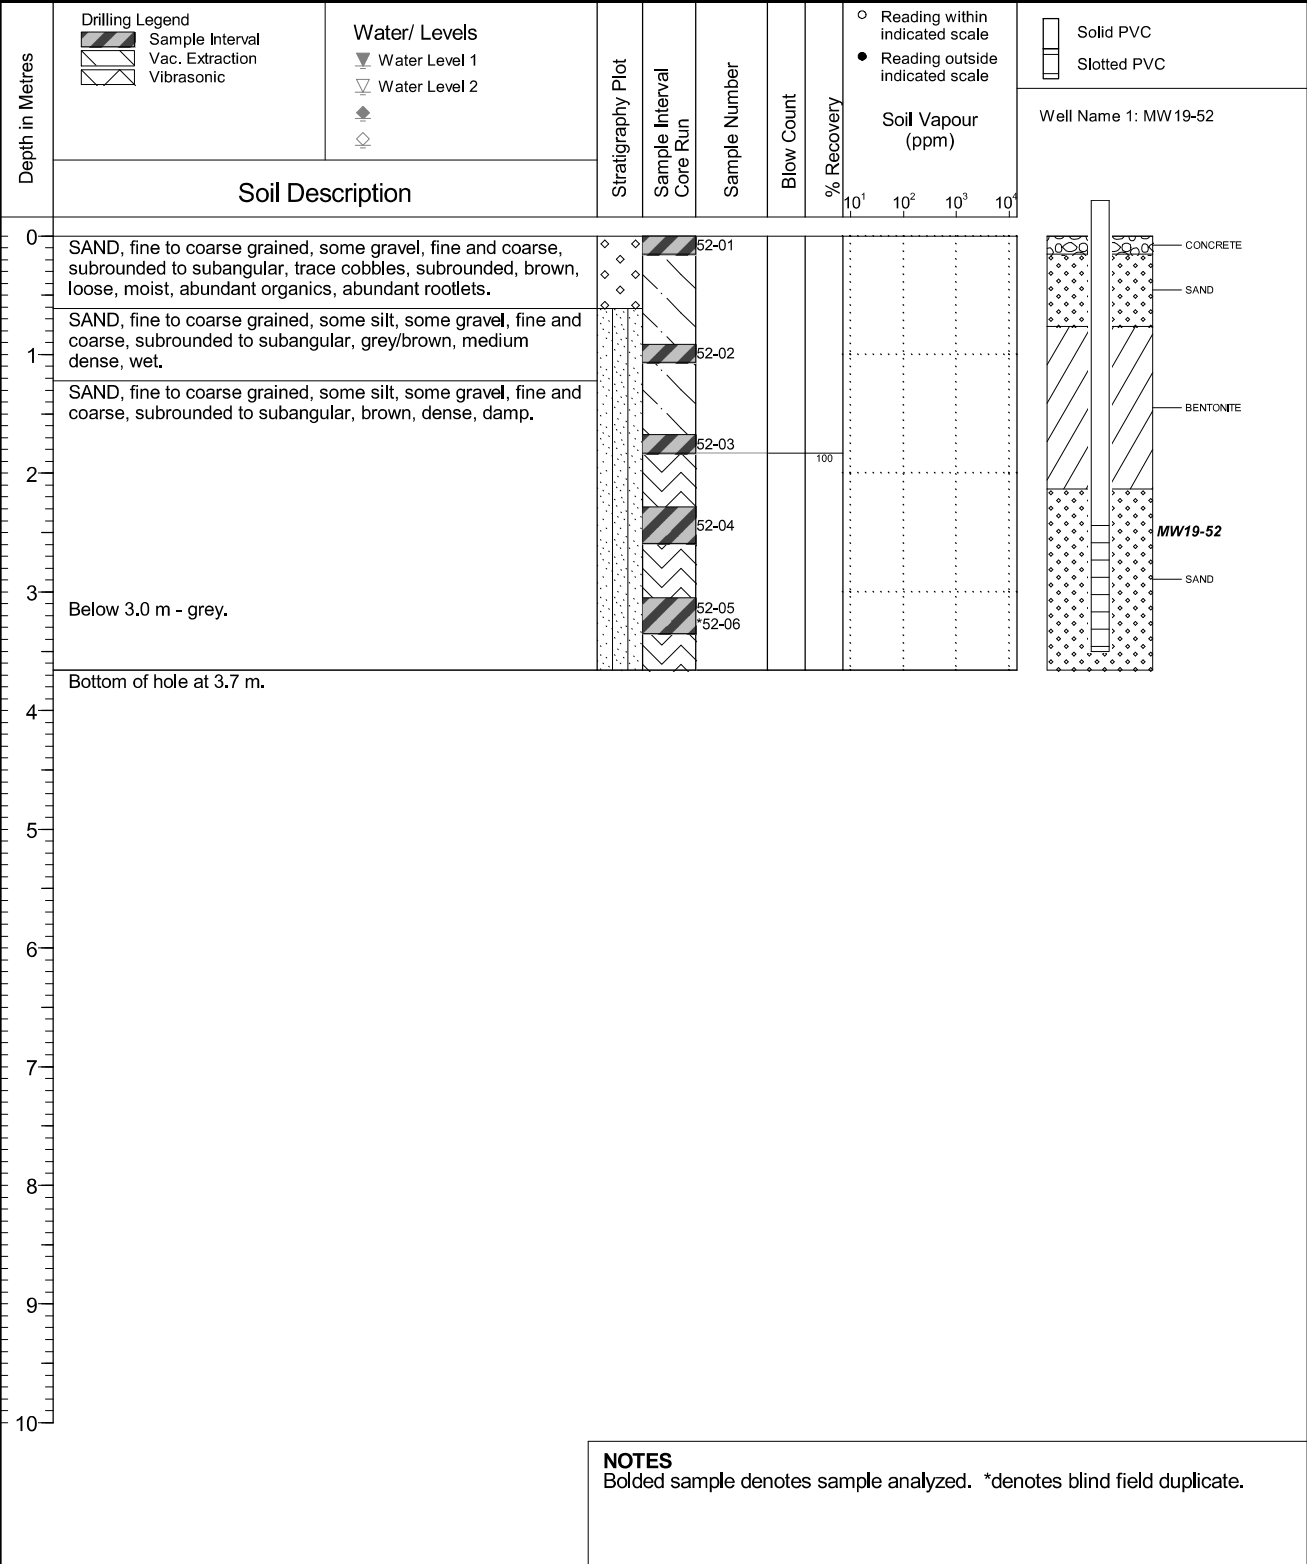 Depth in Metres
Drilling Legend
Sample Interval
Vac. Extraction
Vibrasonic
Water/ Levels
Water Level 1
Water Level 2
Soil Description
Stratigraphy Plot
Sample Interval
Core Run
Sample Number
Blow Count
% Recovery
Reading within
indicated scale
Reading outside
indicated scale
Soil Vapour
(ppm)
10¹ 10² 10³ 10⁴
Solid PVC
Slotted PVC
Well Name 1: MW19-52
0
SAND, fine to coarse grained, some gravel, fine and coarse,
subrounded to subangular, trace cobbles, subrounded, brown,
loose, moist, abundant organics, abundant rootlets.
SAND, fine to coarse grained, some silt, some gravel, fine and
coarse, subrounded to subangular, grey/brown, medium
dense, wet.
1
SAND, fine to coarse grained, some silt, some gravel, fine and
coarse, subrounded to subangular, brown, dense, damp.
2
3
Below 3.0 m - grey.
Bottom of hole at 3.7 m.
4
5
6
7
8
9
10
52-01
52-02
52-03
52-04
52-05
*52-06
100
CONCRETE
SAND
BENTONITE
MW19-52
SAND
NOTES
Bolded sample denotes sample analyzed. *denotes blind field duplicate.